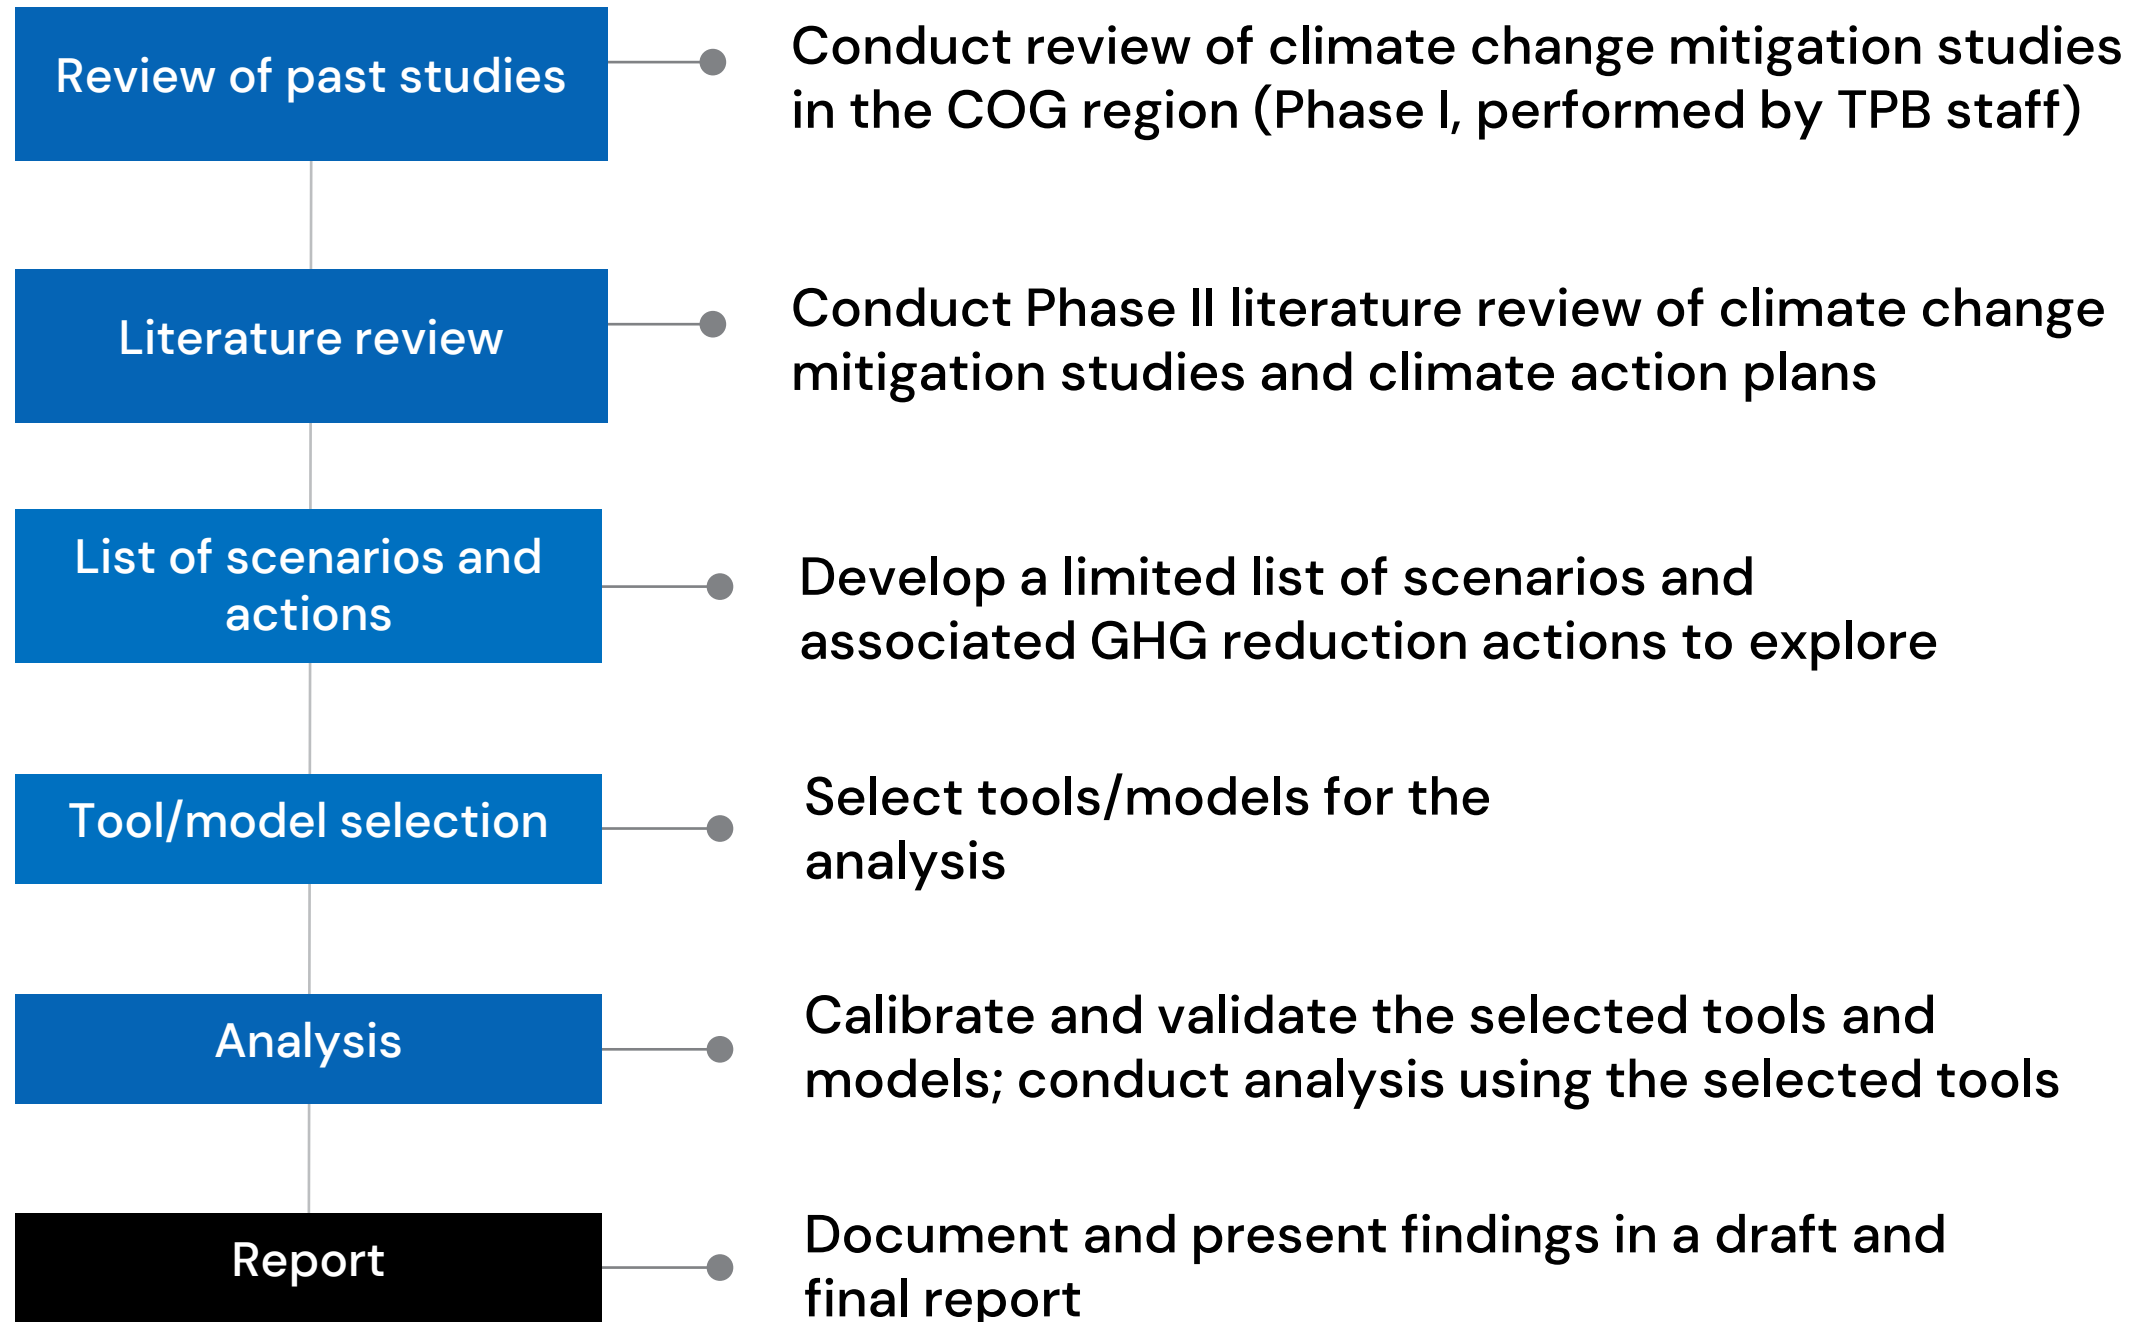 Review of past studies
Conduct review of climate change mitigation studies
in the COG region (Phase I, performed by TPB staff)
Literature review
Conduct Phase II literature review of climate change
mitigation studies and climate action plans
List of scenarios and
actions
Develop a limited list of scenarios and
associated GHG reduction actions to explore
Tool/model selection
Select tools/models for the
analysis
Analysis
Calibrate and validate the selected tools and
models; conduct analysis using the selected tools
Report
Document and present findings in a draft and
final report